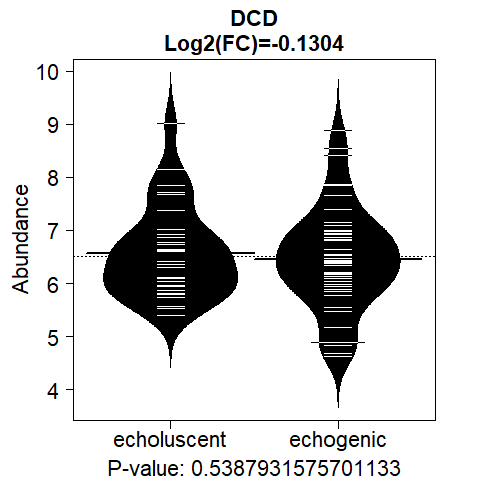 DCD
Log2(FC)=-0.1304
Abundance
10
9
8
7
6
5
4
echoluscent echogenic
P-value: 0.5387931575701133